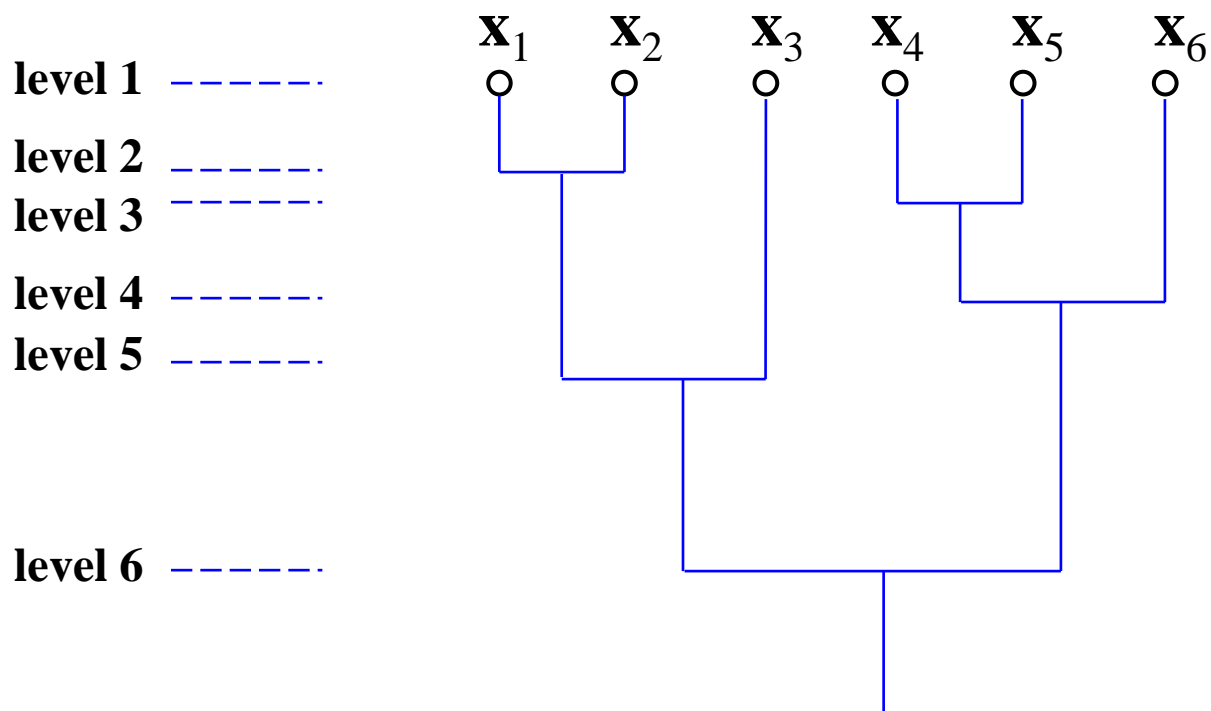 x₁ x₂ x₃ x₄ x₅ x₆
level 1
level 2
level 3
level 4
level 5
level 6